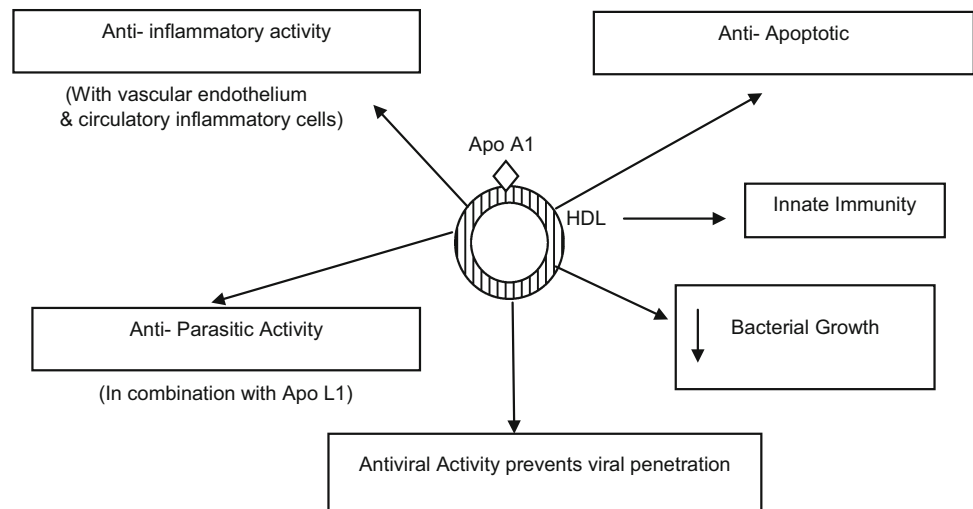 Anti- inflammatory activity
(With vascular endothelium
& circulatory inflammatory cells)
Anti- Apoptotic
Apo A1
HDL
Innate Immunity
Bacterial Growth
Anti- Parasitic Activity
(In combination with Apo L1)
Antiviral Activity prevents viral penetration